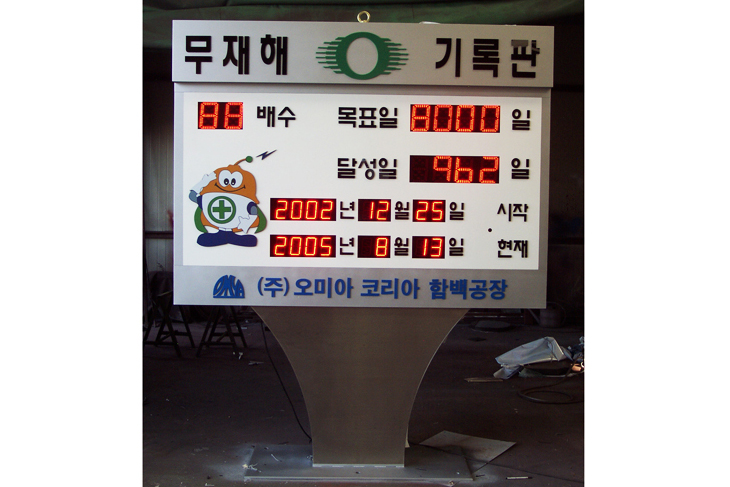 무재해 기록판
88 배수 목표일 8000 일
달성일 962 일
2002 년 12 월 25 일 시작
2005 년 8 월 13 일 현재
OMYA (주) 오미아 코리아 함백공장